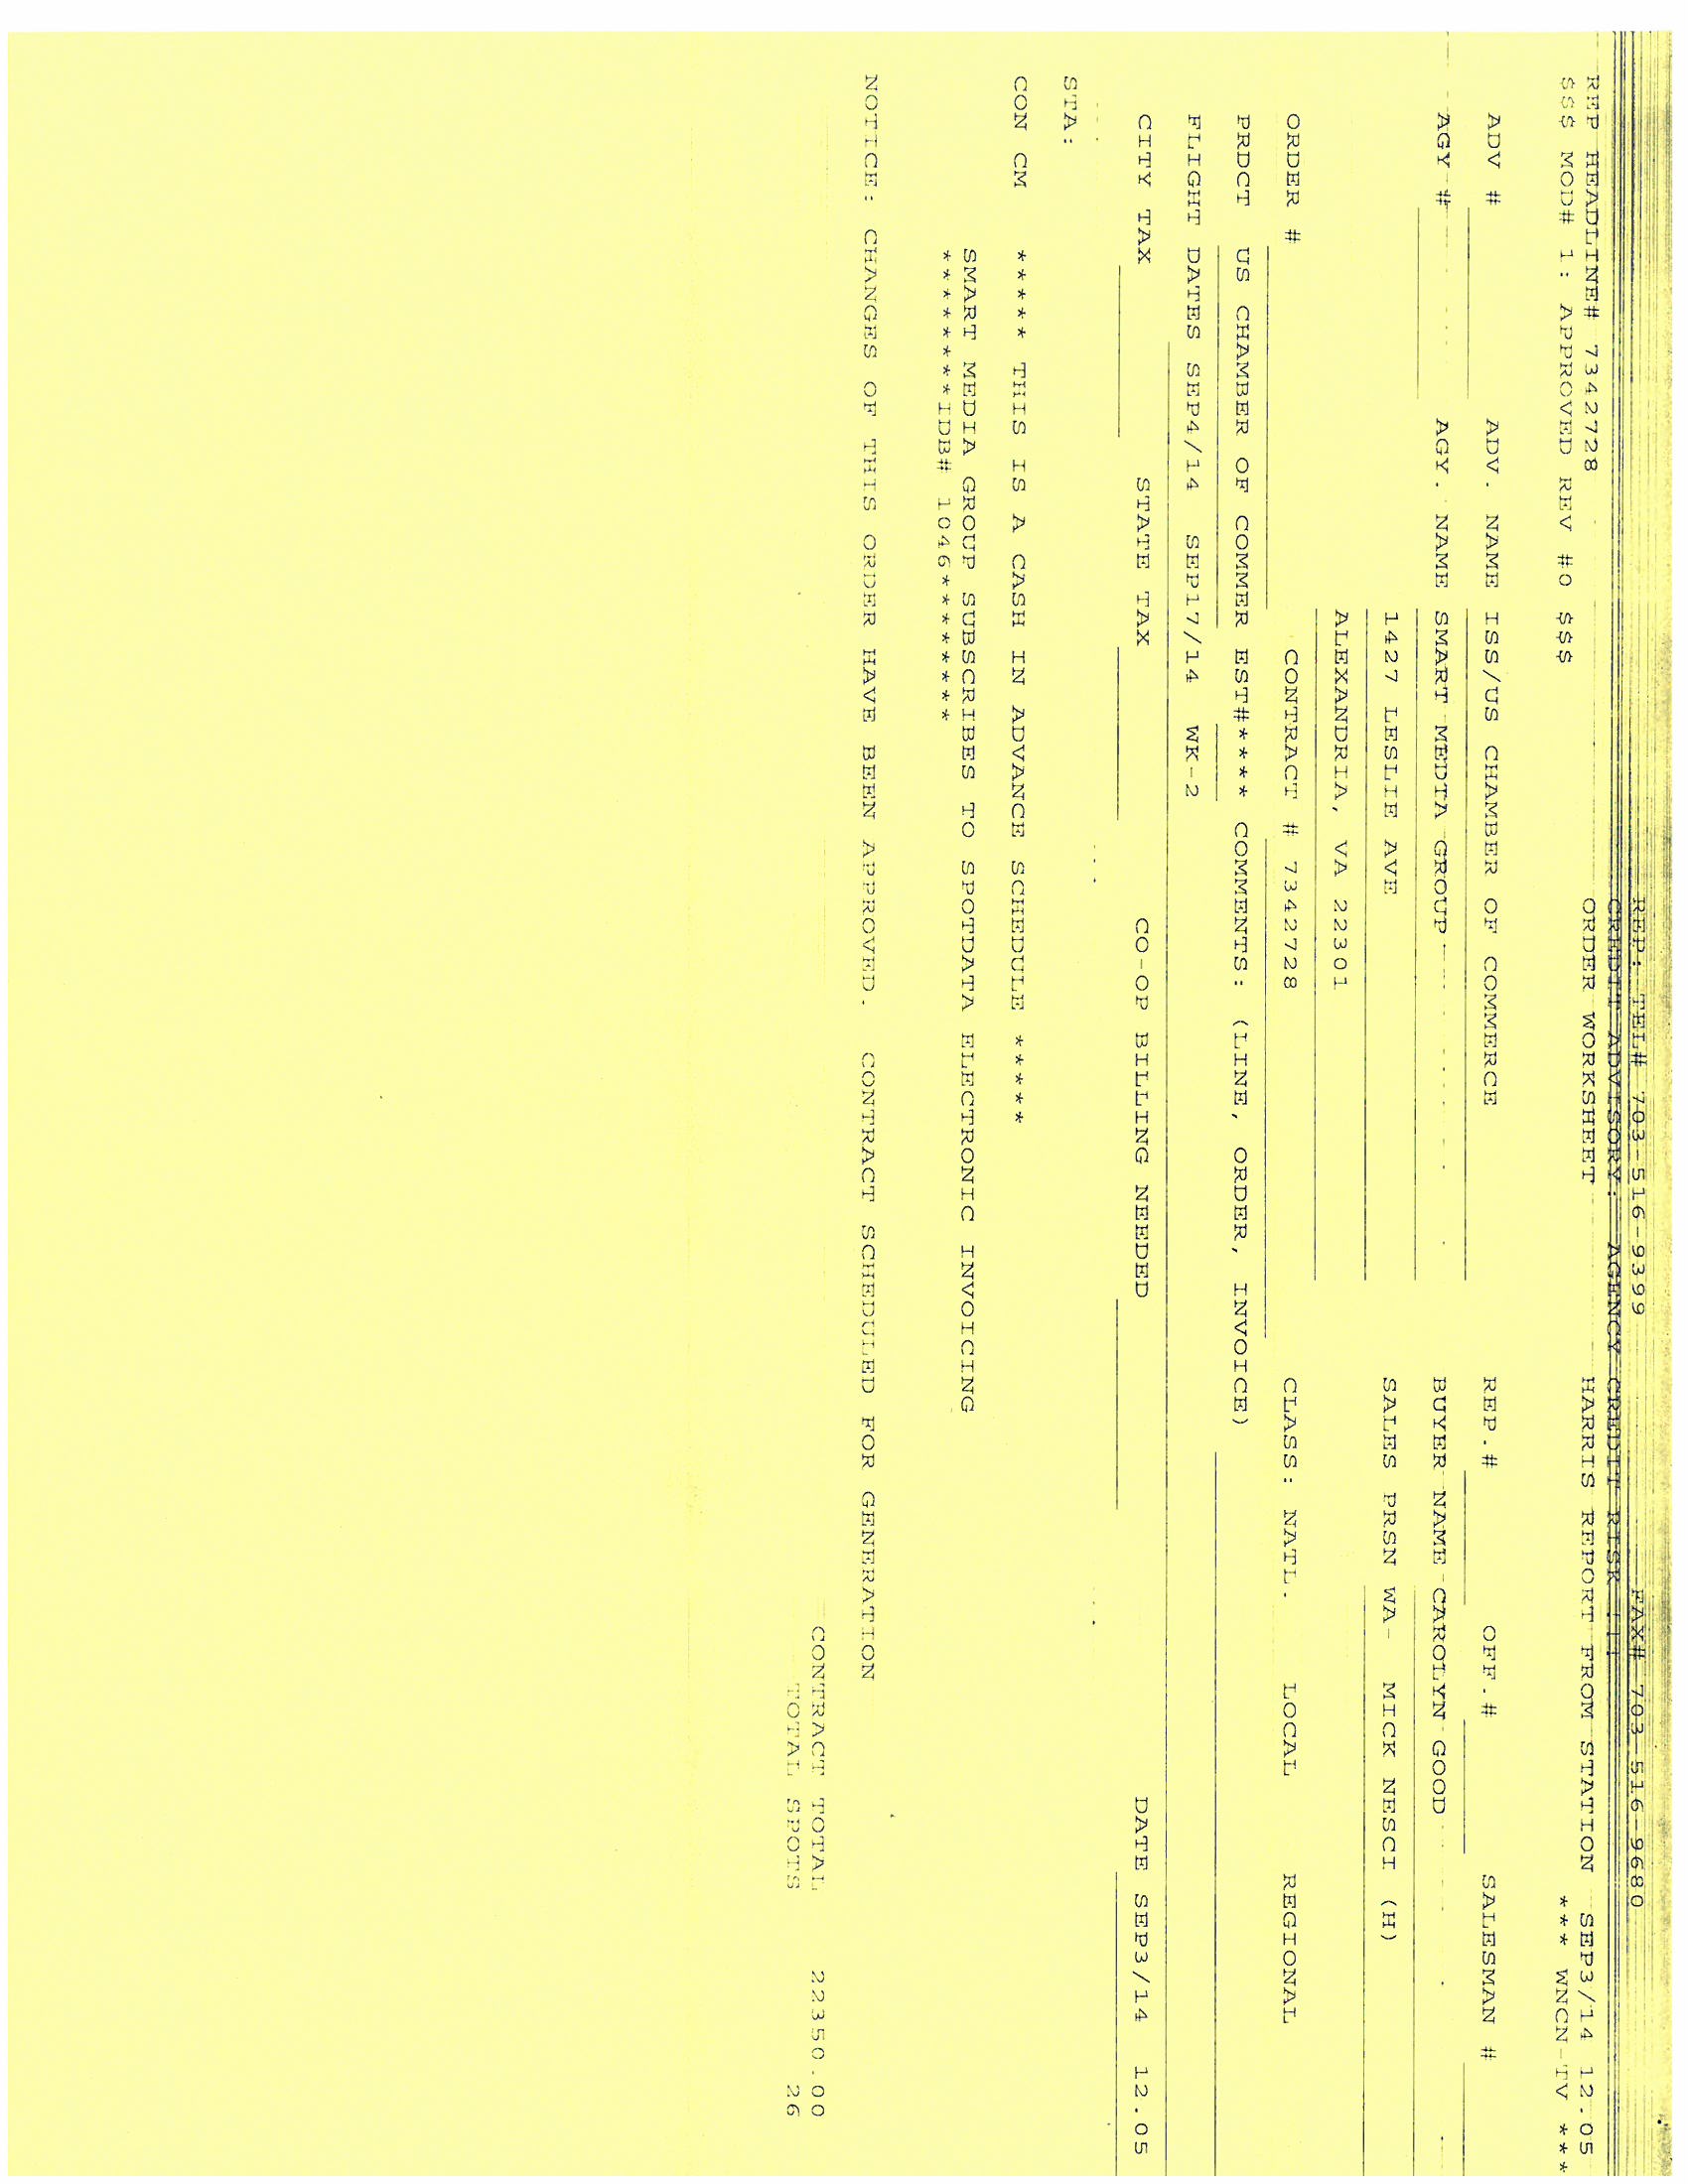 REP. TEL# 703-516-9399 FAX# 703-516-9680
CREDIT ADVISORY: AGENCY CREDIT RISK
REP HEADLINE# 7342728 ORDER WORKSHEET HARRIS REPORT FROM STATION SEP3/14 12.05
$$$ MOD# 1: APPROVED REV #0 $$$ *** WNCN-TV ***
ADV # ADV. NAME ISS/US CHAMBER OF COMMERCE REP.# OFF.# SALESMAN #
AGY # AGY. NAME SMART MEDIA GROUP BUYER NAME CAROLYN GOOD
1427 LESLIE AVE SALES PRSN WA- MICK NESCI (H)
ALEXANDRIA, VA 22301
ORDER # CONTRACT # 7342728 CLASS: NATL. LOCAL REGIONAL
PRDCT US CHAMBER OF COMMER EST#**** COMMENTS: (LINE, ORDER, INVOICE)
FLIGHT DATES SEP4/14 SEP17/14 WK-2
CITY TAX STATE TAX CO-OP BILLING NEEDED DATE SEP3/14 12.05
STA:
CON CM ***** THIS IS A CASH IN ADVANCE SCHEDULE *****
SMART MEDIA GROUP SUBSCRIBES TO SPOTDATA ELECTRONIC INVOICING
********IDB# 1046********
NOTICE: CHANGES OF THIS ORDER HAVE BEEN APPROVED. CONTRACT SCHEDULED FOR GENERATION
CONTRACT TOTAL 22350.00
TOTAL SPOTS 26